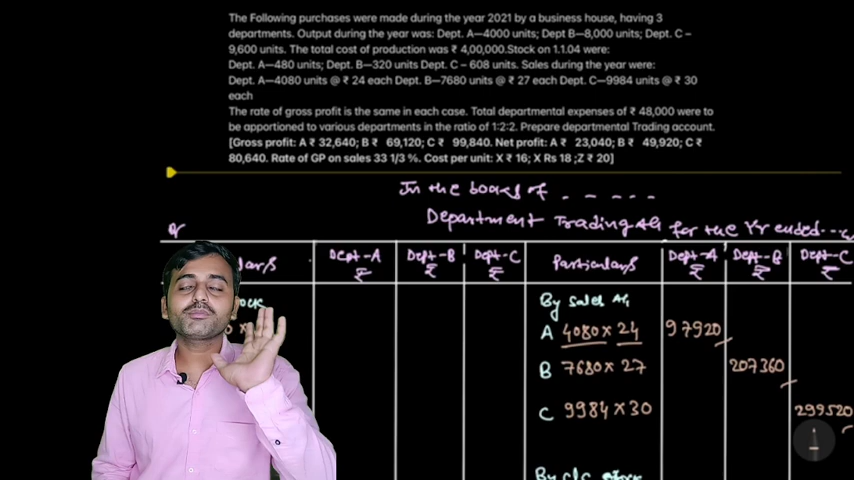 The Following purchases were made during the year 2021 by a business house, having 3
departments. Output during the year was: Dept. A—4000 units; Dept B—8,000 units; Dept. C –
9,600 units. The total cost of production was ₹ 4,00,000.Stock on 1.1.04 were:
Dept. A—480 units; Dept. B—320 units Dept. C – 608 units. Sales during the year were:
Dept. A—4080 units @ ₹ 24 each Dept. B—7680 units @ ₹ 27 each Dept. C—9984 units @ ₹ 30
each
The rate of gross profit is the same in each case. Total departmental expenses of ₹ 48,000 were to
be apportioned to various departments in the ratio of 1:2:2. Prepare departmental Trading account.
[Gross profit: A ₹ 32,640; B ₹ 69,120; C ₹ 99,840. Net profit: A ₹ 23,040; B ₹ 49,920; C ₹
80,640. Rate of GP on sales 33 1/3 %. Cost per unit: X ₹ 16; X Rs 18 ;Z ₹ 20]
In the books of _ _ _ _ _
Department Trading A/c for the Yr ended...
Dr
Dept-A ₹ Dept-B ₹ Dept-C ₹ Particulars Dept-A ₹ Dept-B ₹ Dept-C ₹
By Sales A/c
A 4080 x 24 97920
B 7680 x 27 207360
C 9984 x 30 299520
By c/c stock